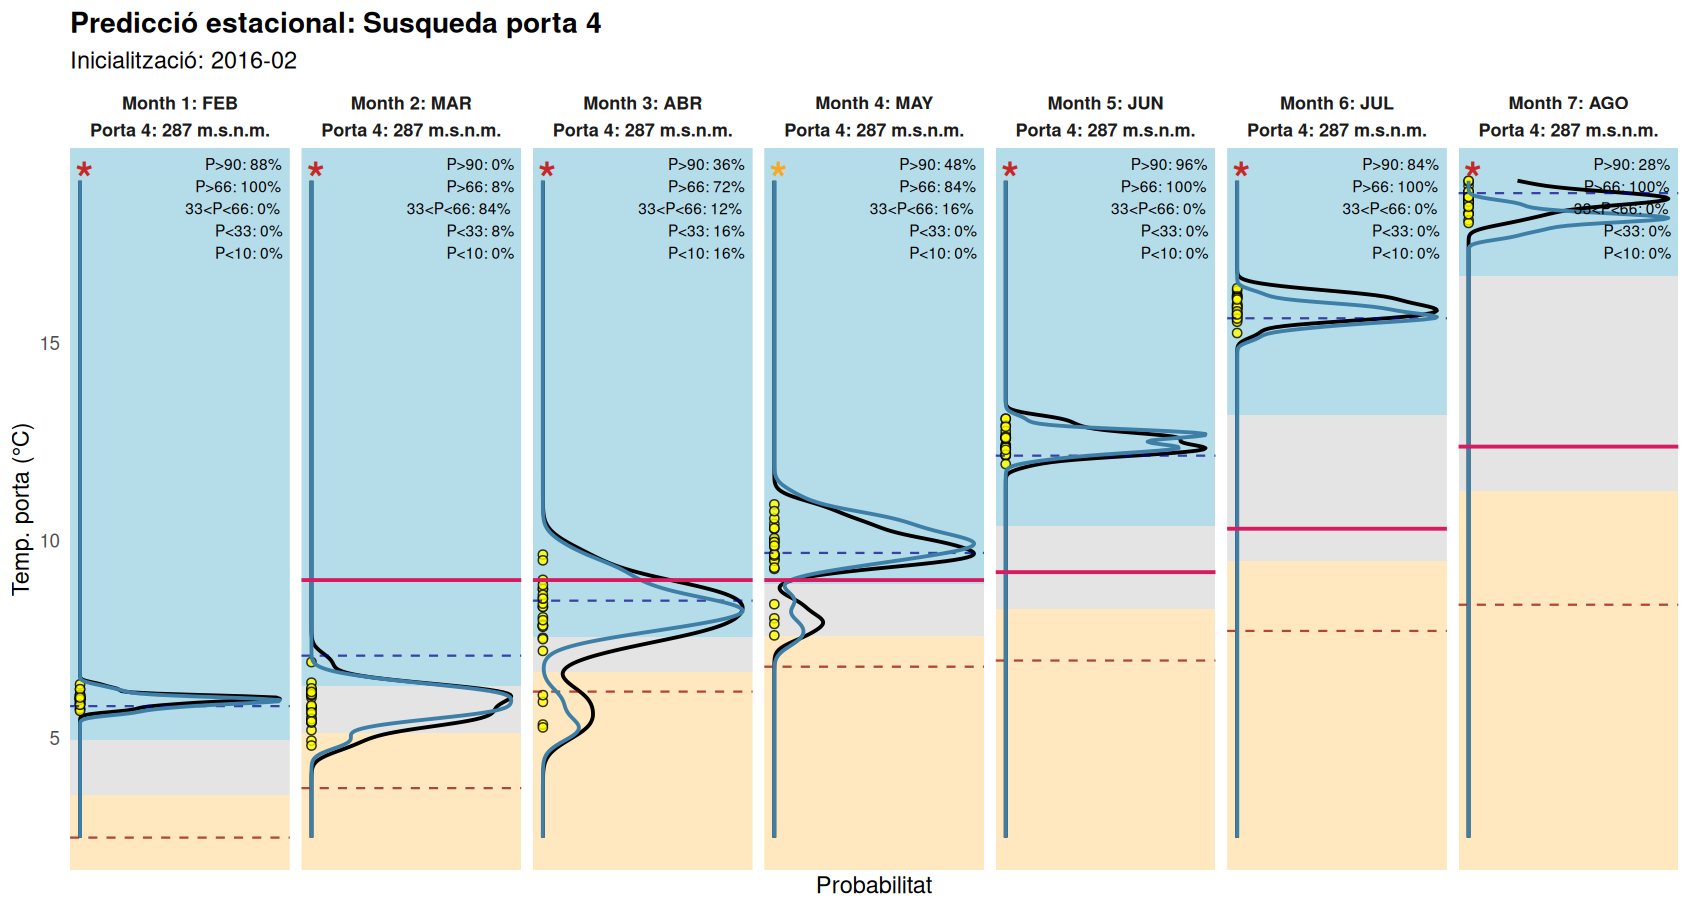 Predicció estacional: Susqueda porta 4
Inicialització: 2016-02
Month 1: FEB
Porta 4: 287 m.s.n.m.
Month 2: MAR
Porta 4: 287 m.s.n.m.
Month 3: ABR
Porta 4: 287 m.s.n.m.
Month 4: MAY
Porta 4: 287 m.s.n.m.
Month 5: JUN
Porta 4: 287 m.s.n.m.
Month 6: JUL
Porta 4: 287 m.s.n.m.
Month 7: AGO
Porta 4: 287 m.s.n.m.
*
P>90: 88%
P>66: 100%
33<P<66: 0%
P<33: 0%
P<10: 0%
*
P>90: 0%
P>66: 8%
33<P<66: 84%
P<33: 8%
P<10: 0%
*
P>90: 36%
P>66: 72%
33<P<66: 12%
P<33: 16%
P<10: 16%
*
P>90: 48%
P>66: 84%
33<P<66: 16%
P<33: 0%
P<10: 0%
*
P>90: 96%
P>66: 100%
33<P<66: 0%
P<33: 0%
P<10: 0%
*
P>90: 84%
P>66: 100%
33<P<66: 0%
P<33: 0%
P<10: 0%
*
P>90: 28%
P>66: 100%
33<P<66: 0%
P<33: 0%
P<10: 0%
15
10
5
Temp. porta (°C)
Probabilitat